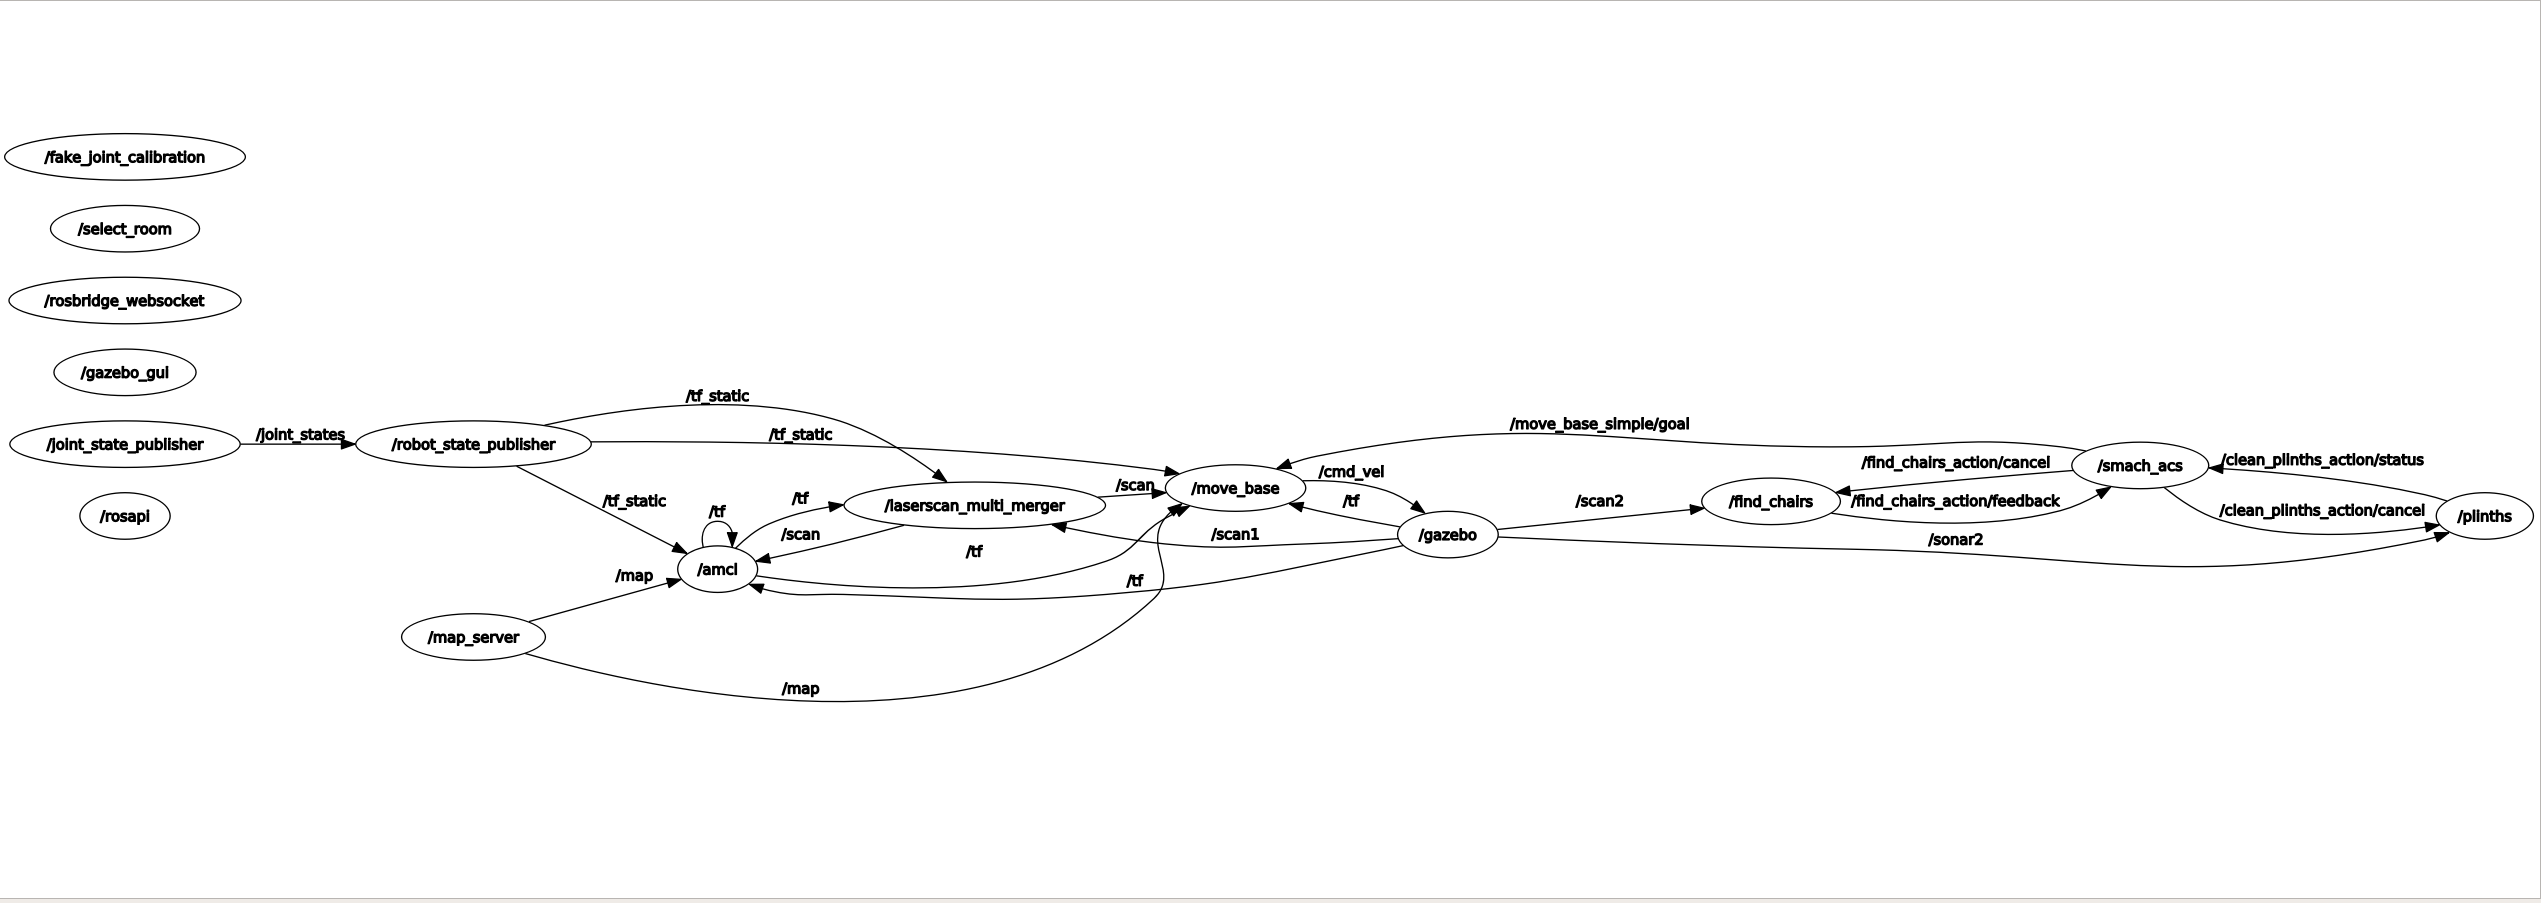 /fake_joint_calibration
/select_room
/rosbridge_websocket
/gazebo_gui
/tf_static
/move_base_simple/goal
/joint_states
/tf_static
/joint_state_publisher
/robot_state_publisher
/cmd_vel
/find_chairs_action/cancel
/smach_acs
/clean_plinths_action/status
/tf_static
/tf
/scan
/move_base
/tf
/scan2
/find_chairs
/find_chairs_action/feedback
/rosapi
/tf
/laserscan_multi_merger
/clean_plinths_action/cancel
/plinths
/scan
/scan1
/gazebo
/sonar2
/tf
/map
/amcl
/tf
/map_server
/map